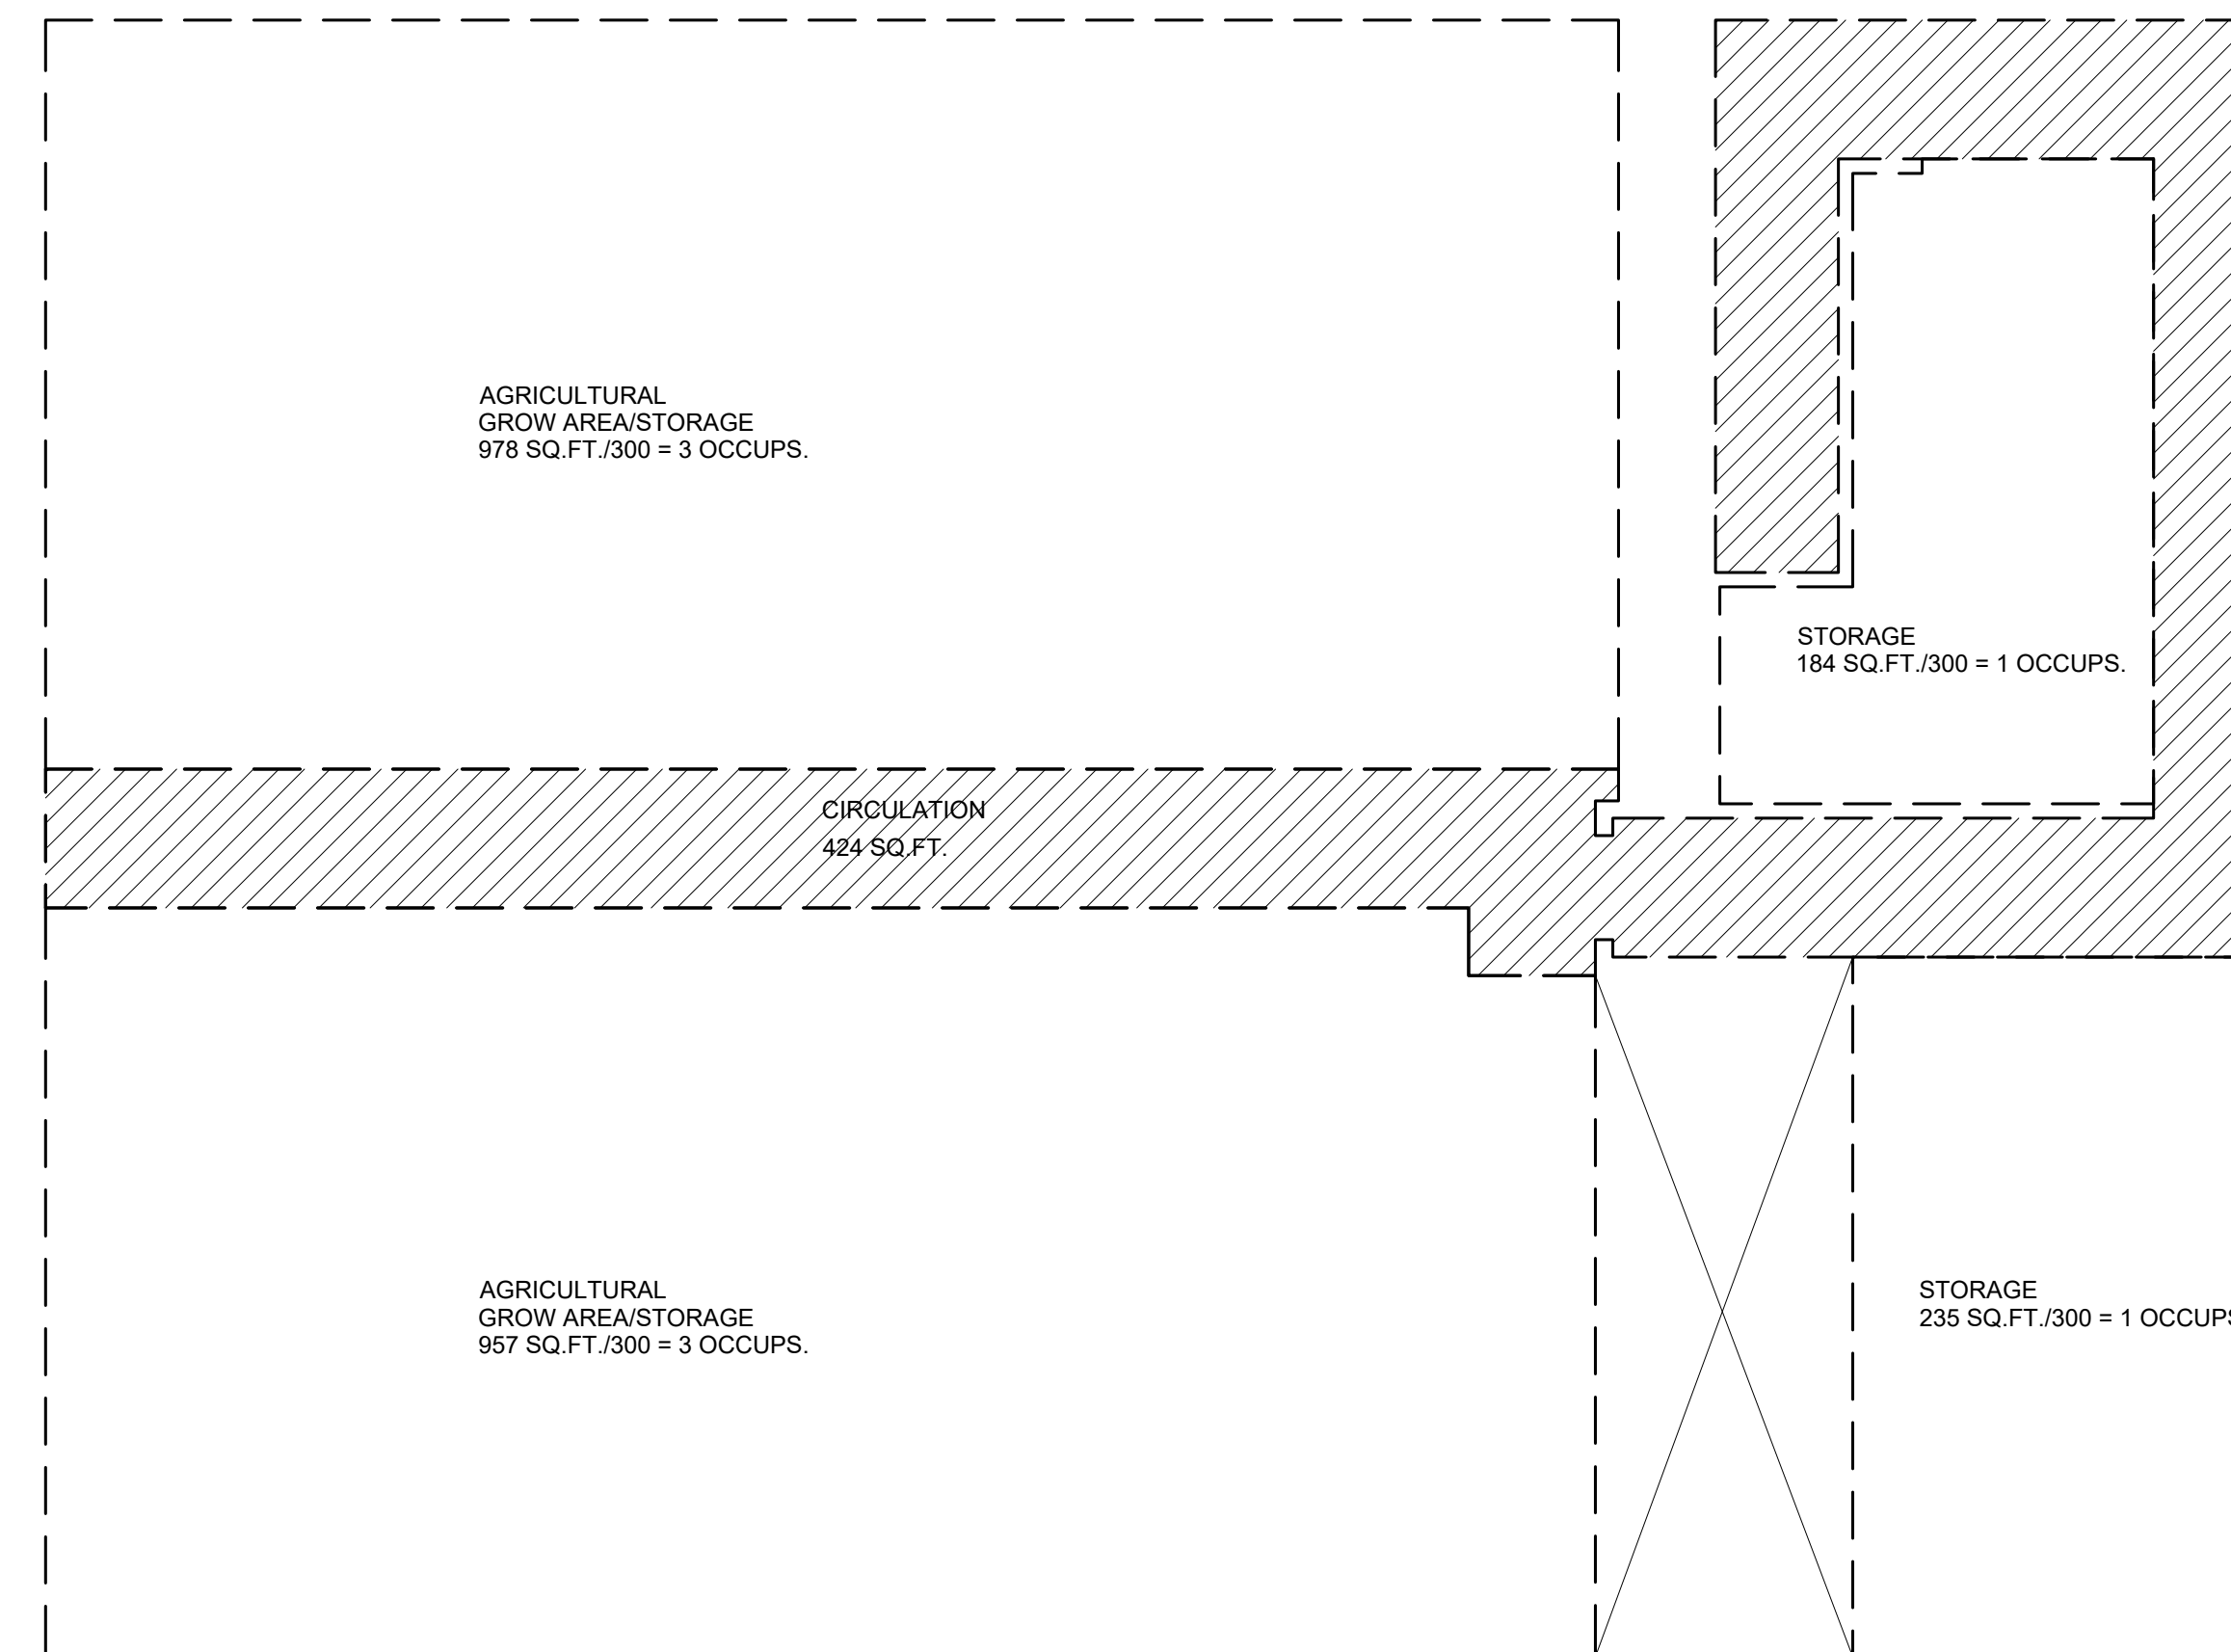 AGRICULTURAL
GROW AREA/STORAGE
978 SQ.FT./300 = 3 OCCUPS.
STORAGE
184 SQ.FT./300 = 1 OCCUPS.
CIRCULATION
424 SQ.FT.
AGRICULTURAL
GROW AREA/STORAGE
957 SQ.FT./300 = 3 OCCUPS.
STORAGE
235 SQ.FT./300 = 1 OCCUPS